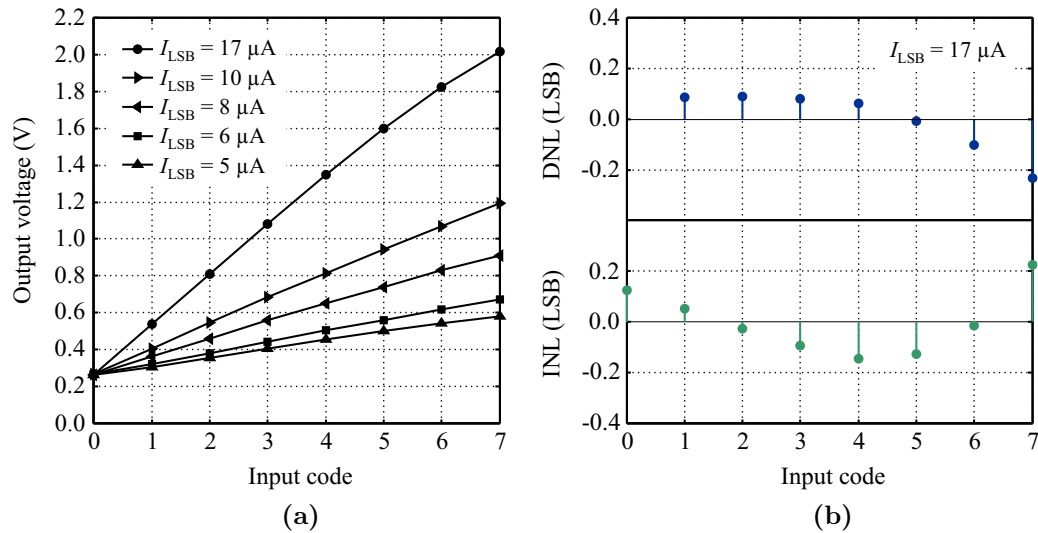 2.2
2.0
1.8
1.6
1.4
1.2
1.0
0.8
0.6
0.4
0.2
0.0
Output voltage (V)
I_LSB = 17 µA
I_LSB = 10 µA
I_LSB = 8 µA
I_LSB = 6 µA
I_LSB = 5 µA
0 1 2 3 4 5 6 7
Input code
(a)
0.4
0.2
0.0
-0.2
DNL (LSB)
I_LSB = 17 µA
0.2
0.0
-0.2
-0.4
INL (LSB)
0 1 2 3 4 5 6 7
Input code
(b)